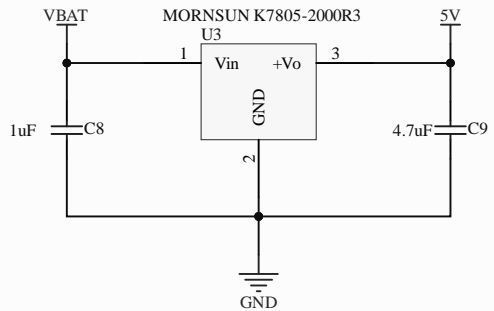 VBAT
MORNSUN K7805-2000R3
5V
U3
1
Vin
+Vo
3
GND
1uF
C8
4.7uF
C9
2
GND